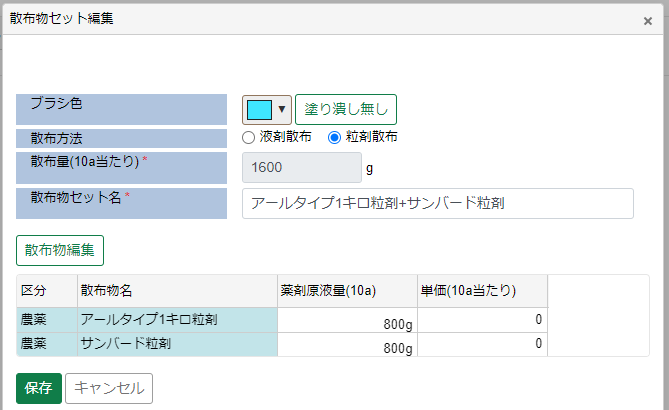 散布物セット編集 ×
ブラシ色 ▼ 塗り潰し無し
散布方法 液剤散布 粒剤散布
散布量(10a当たり) * 1600 g
散布物セット名 * アールタイプ1キロ粒剤+サンバード粒剤
散布物編集
区分 散布物名 薬剤原液量(10a) 単価(10a当たり)
農薬 アールタイプ1キロ粒剤 800g 0
農薬 サンバード粒剤 800g 0
保存 キャンセル